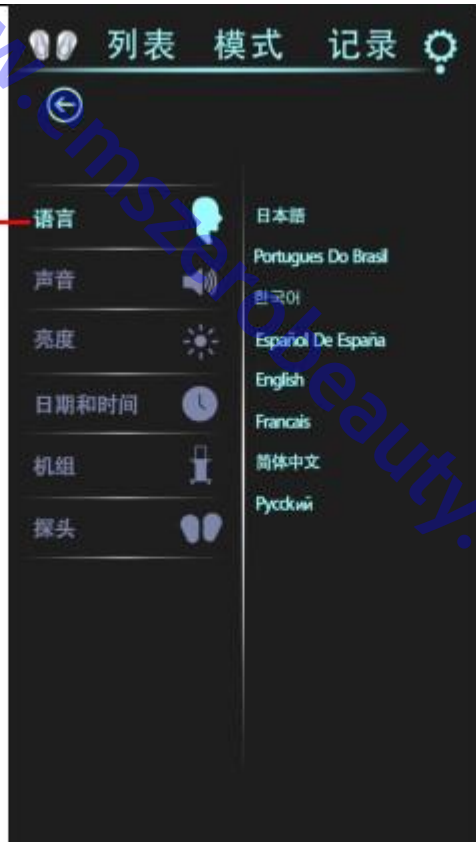 列表 模式 记录
语言
声音
亮度
日期和时间
机组
探头
日本語
Portugues Do Brasil
한국어
Español De España
English
Francais
简体中文
Русский
www.emszerobeauty.